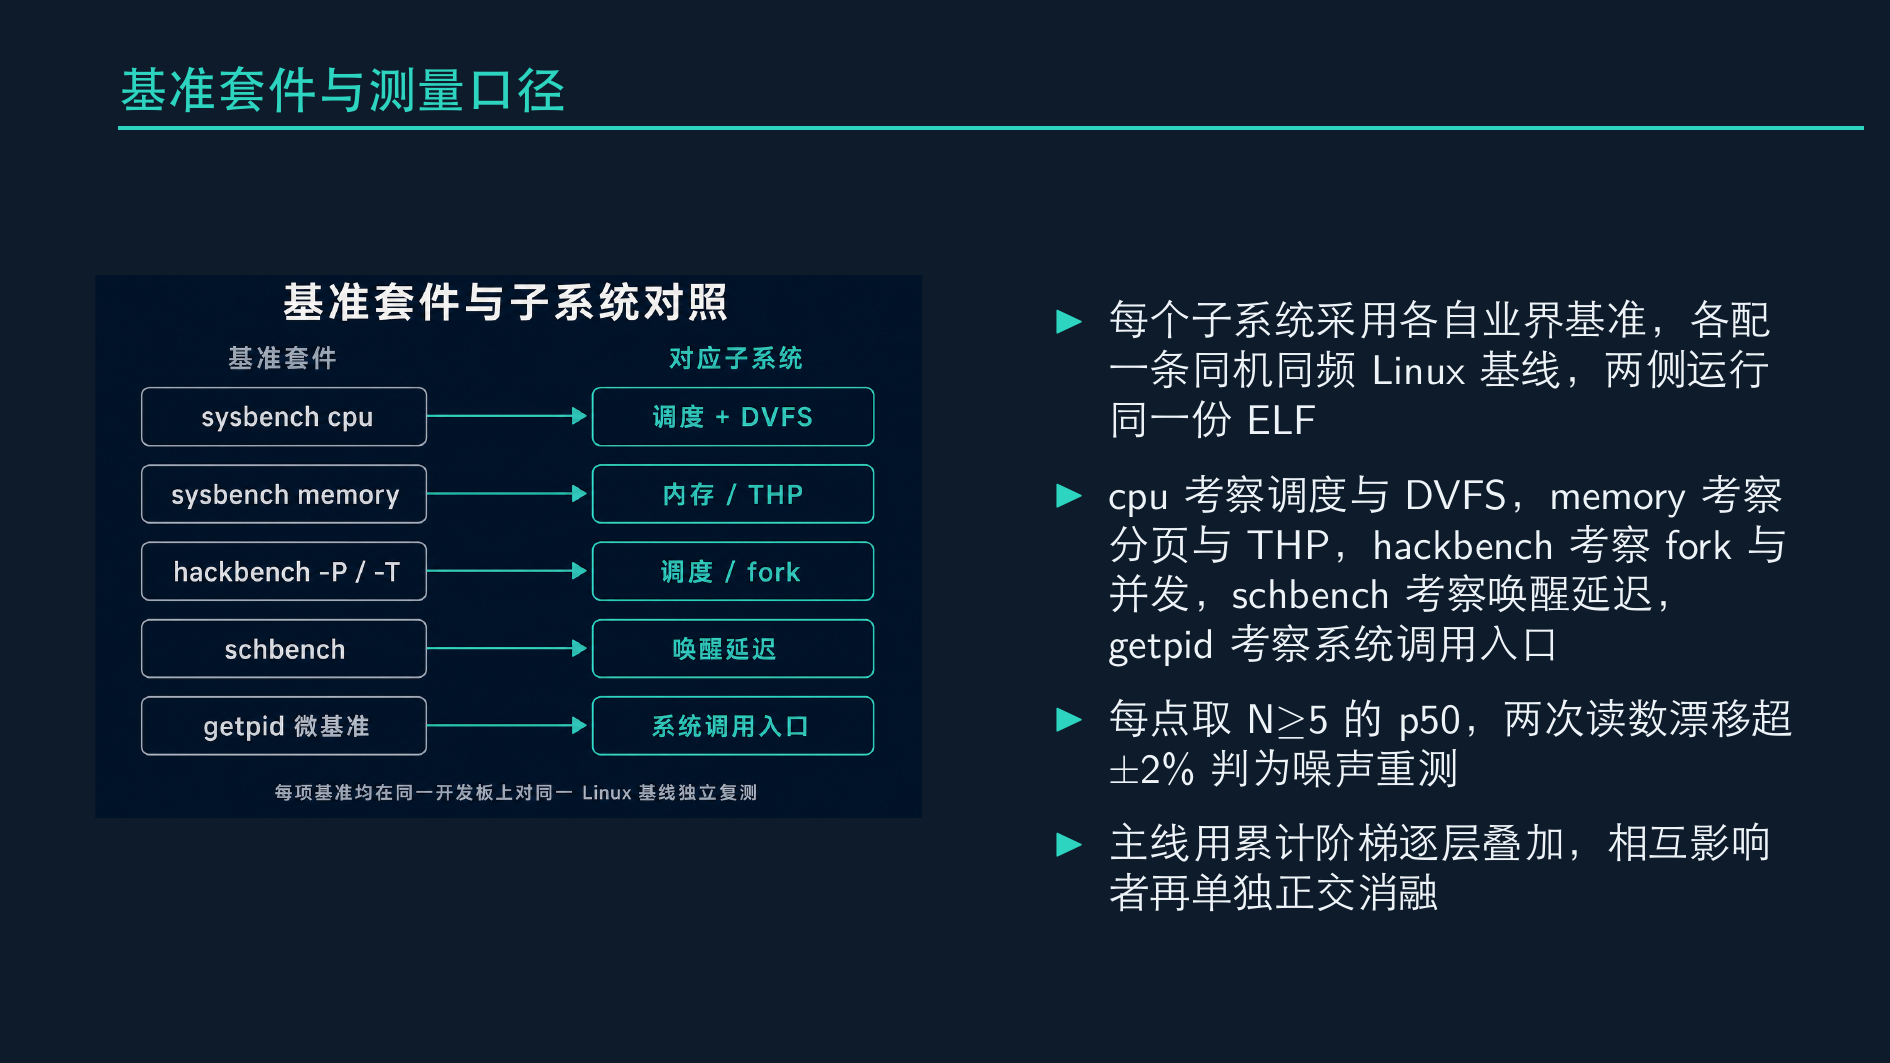 基准套件与测量口径
基准套件与子系统对照
基准套件
对应子系统
sysbench cpu
调度 + DVFS
sysbench memory
内存 / THP
hackbench -P / -T
调度 / fork
schbench
唤醒延迟
getpid 微基准
系统调用入口
每项基准均在同一开发板上对同一 Linux 基线独立复测
每个子系统采用各自业界基准，各配
一条同机同频 Linux 基线，两侧运行
同一份 ELF
cpu 考察调度与 DVFS，memory 考察
分页与 THP，hackbench 考察 fork 与
并发，schbench 考察唤醒延迟，
getpid 考察系统调用入口
每点取 N≥5 的 p50，两次读数漂移超
±2% 判为噪声重测
主线用累计阶梯逐层叠加，相互影响
者再单独正交消融